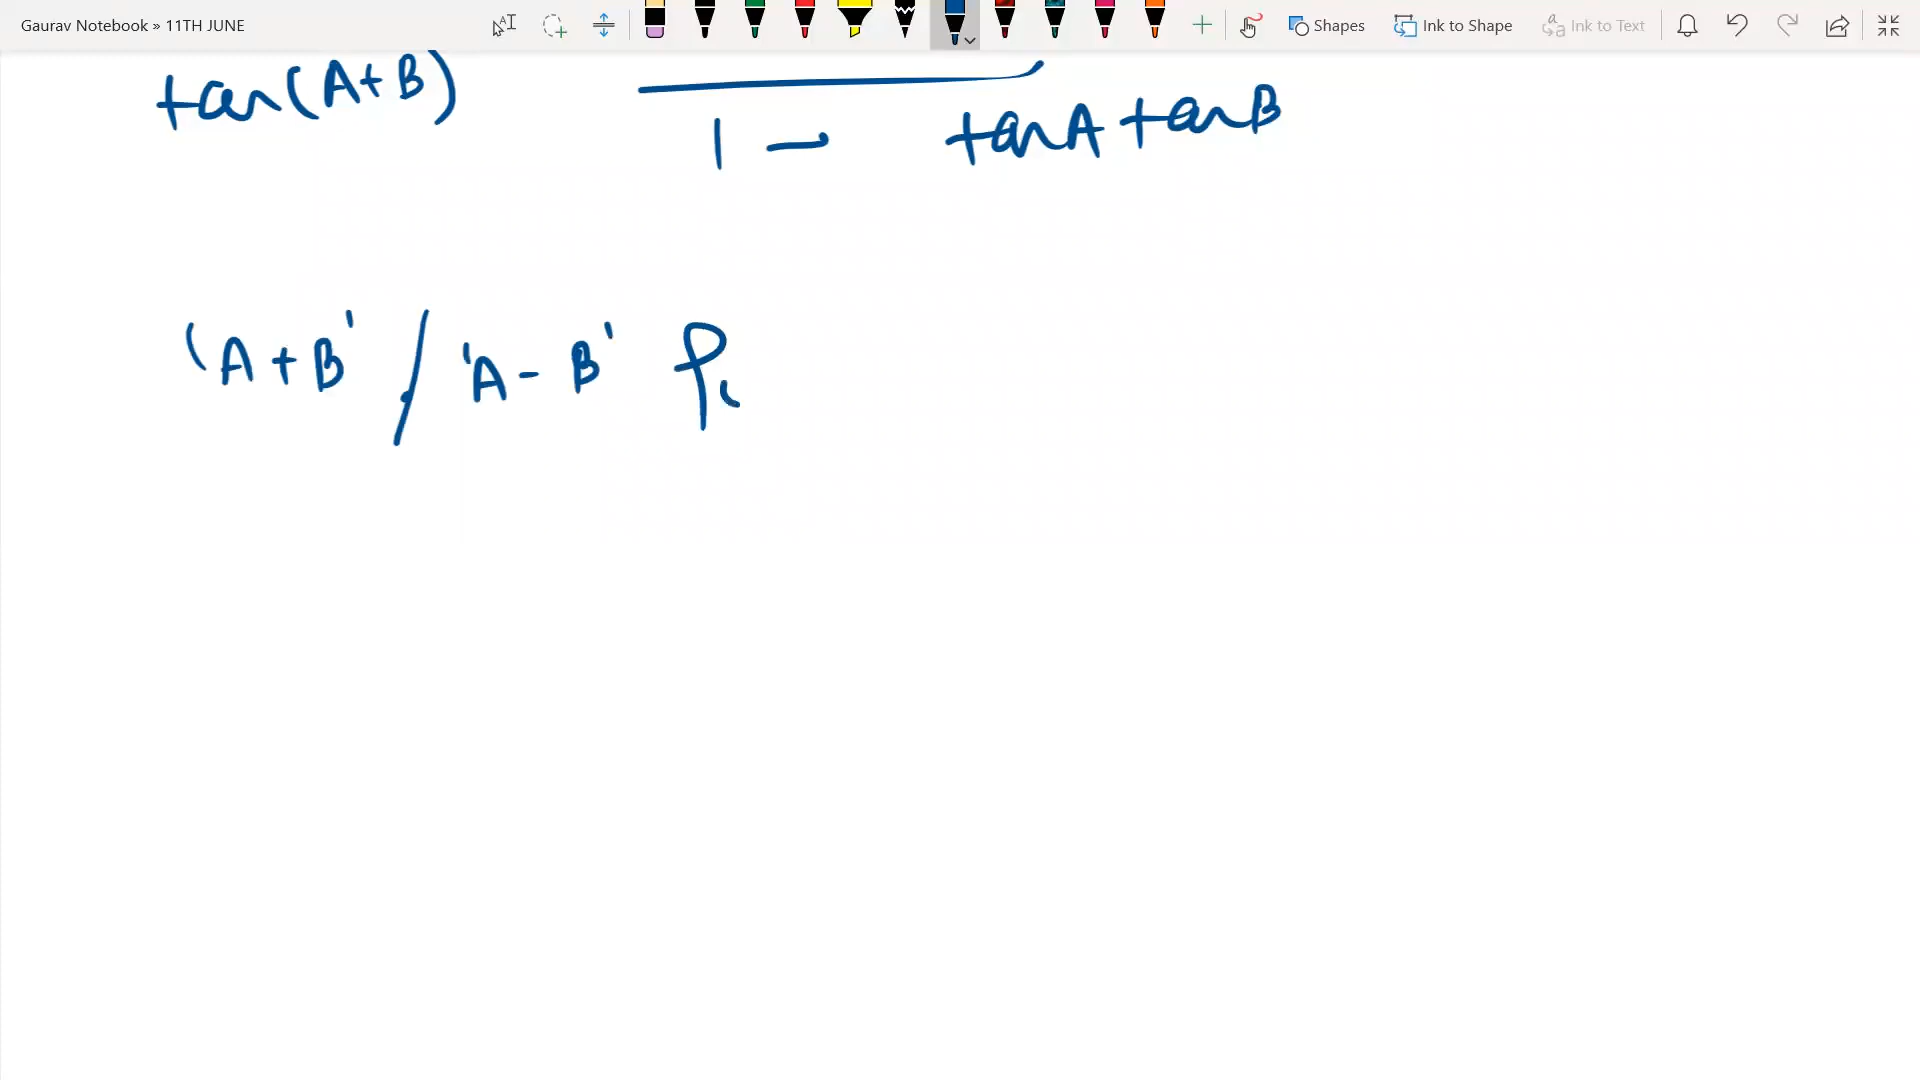 Gaurav Notebook » 11TH JUNE Shapes Ink to Shape Ink to Text
tan(A+B)
1 - tanA tanB
'A+B' / 'A-B'